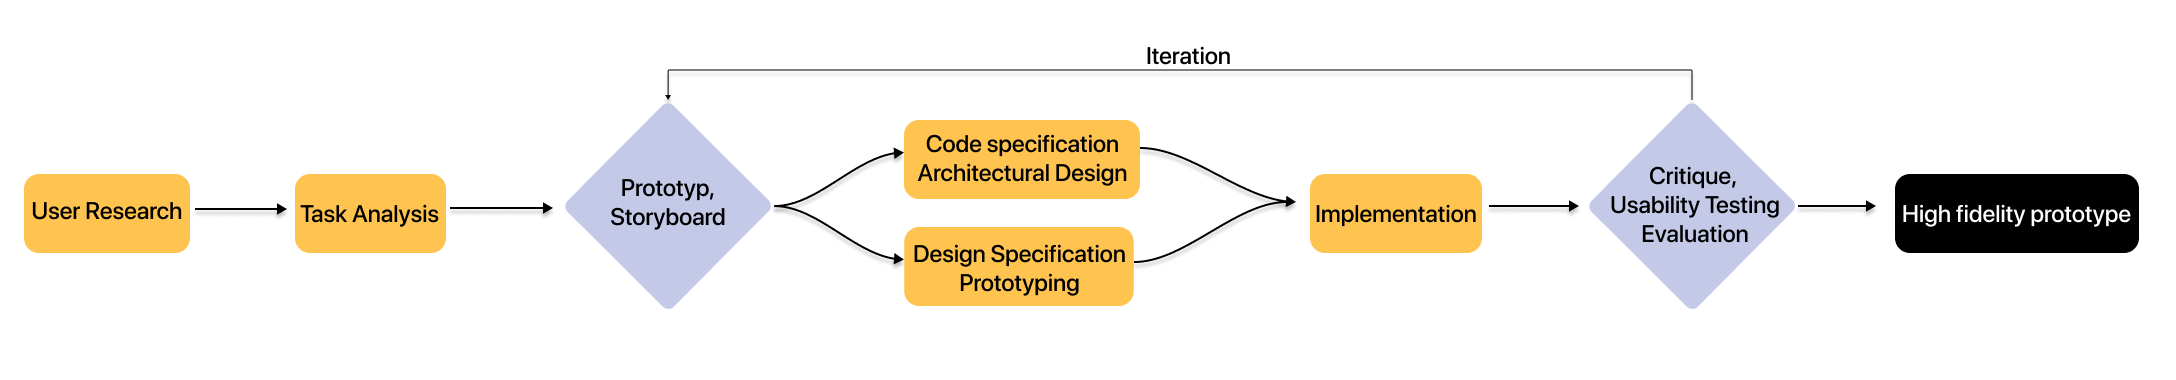 Iteration
User Research
Task Analysis
Prototyp,
Storyboard
Code specification
Architectural Design
Design Specification
Prototyping
Implementation
Critique,
Usability Testing
Evaluation
High fidelity prototype